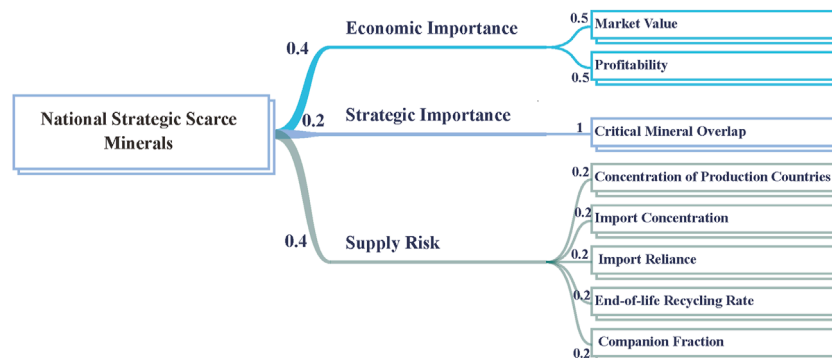 National Strategic Scarce
Minerals
0.4
Economic Importance
0.5
Market Value
0.5
Profitability
0.2
Strategic Importance
1
Critical Mineral Overlap
0.4
Supply Risk
0.2
Concentration of Production Countries
0.2
Import Concentration
0.2
Import Reliance
0.2
End-of-life Recycling Rate
0.2
Companion Fraction